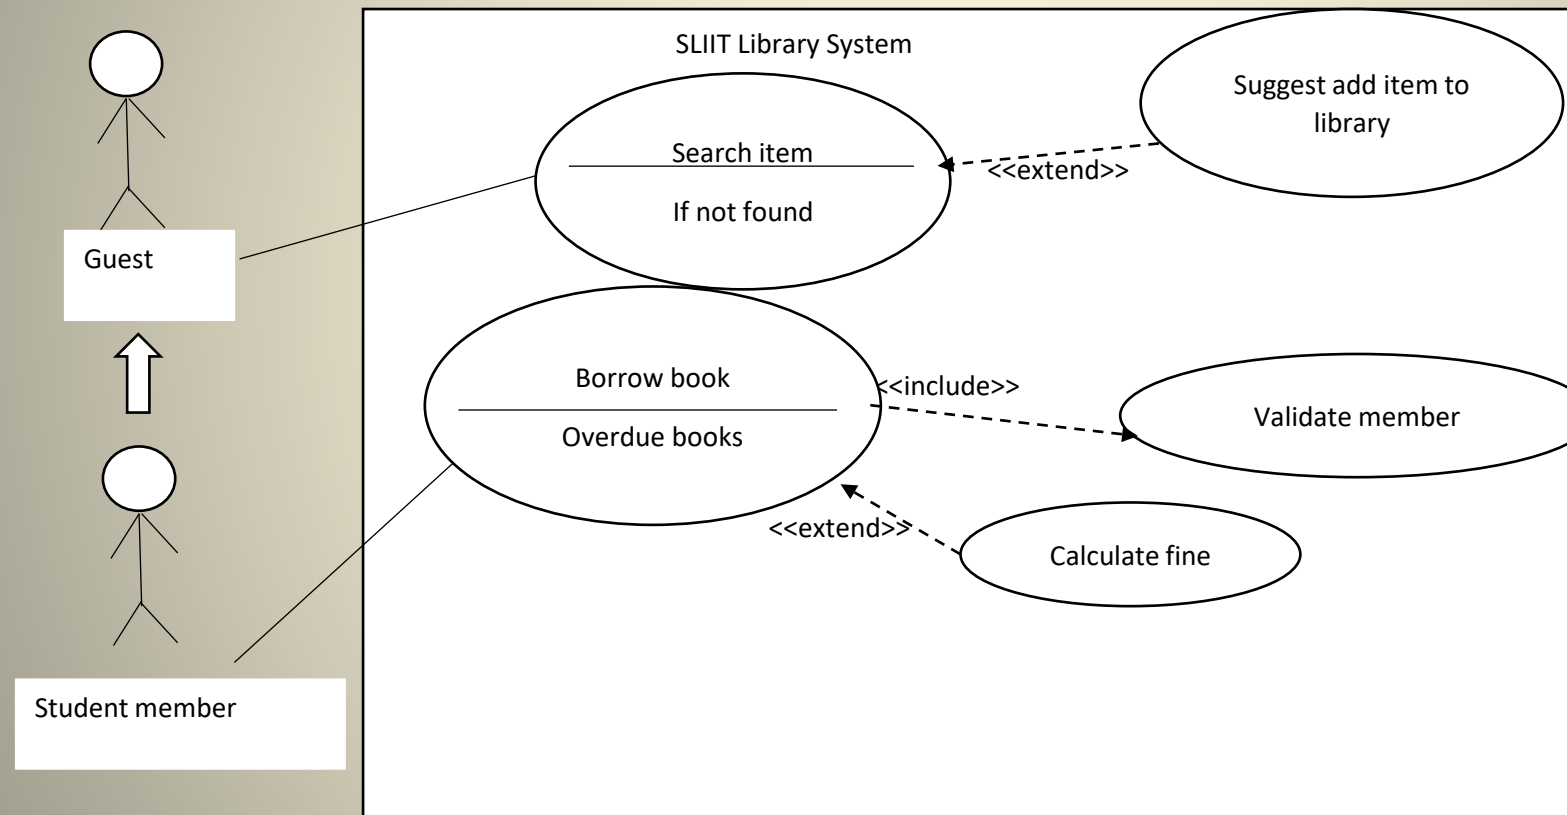 SLIIT Library System
Suggest add item to
library
Search item
<<extend>>
If not found
Guest
Borrow book
<<include>>
Validate member
Overdue books
<<extend>>
Calculate fine
Student member